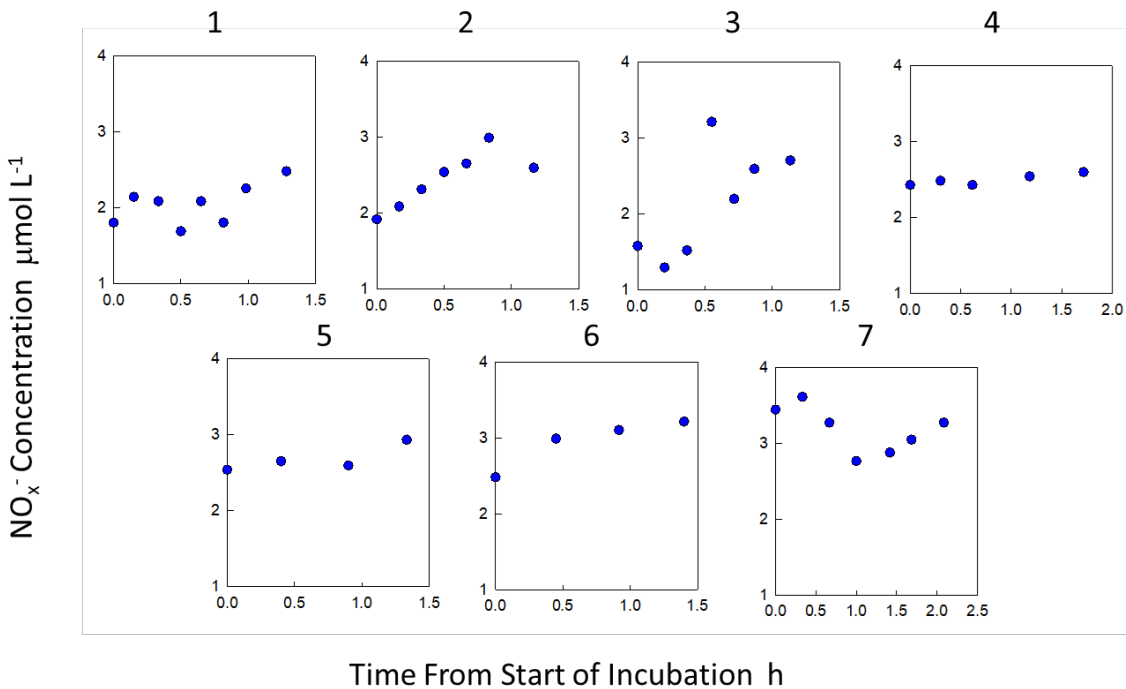 1 2 3 4
4 4 4 4
3 3 3 3
2 2 2 2
1 1 1 1
0.0 0.5 1.0 1.5 0.0 0.5 1.0 1.5 0.0 0.5 1.0 1.5 0.0 0.5 1.0 1.5 2.0
5 6 7
4 4 4
3 3 3
2 2 2
1 1 1
0.0 0.5 1.0 1.5 0.0 0.5 1.0 1.5 0.0 0.5 1.0 1.5 2.0 2.5
NOₓ- Concentration μmol L⁻¹
Time From Start of Incubation h